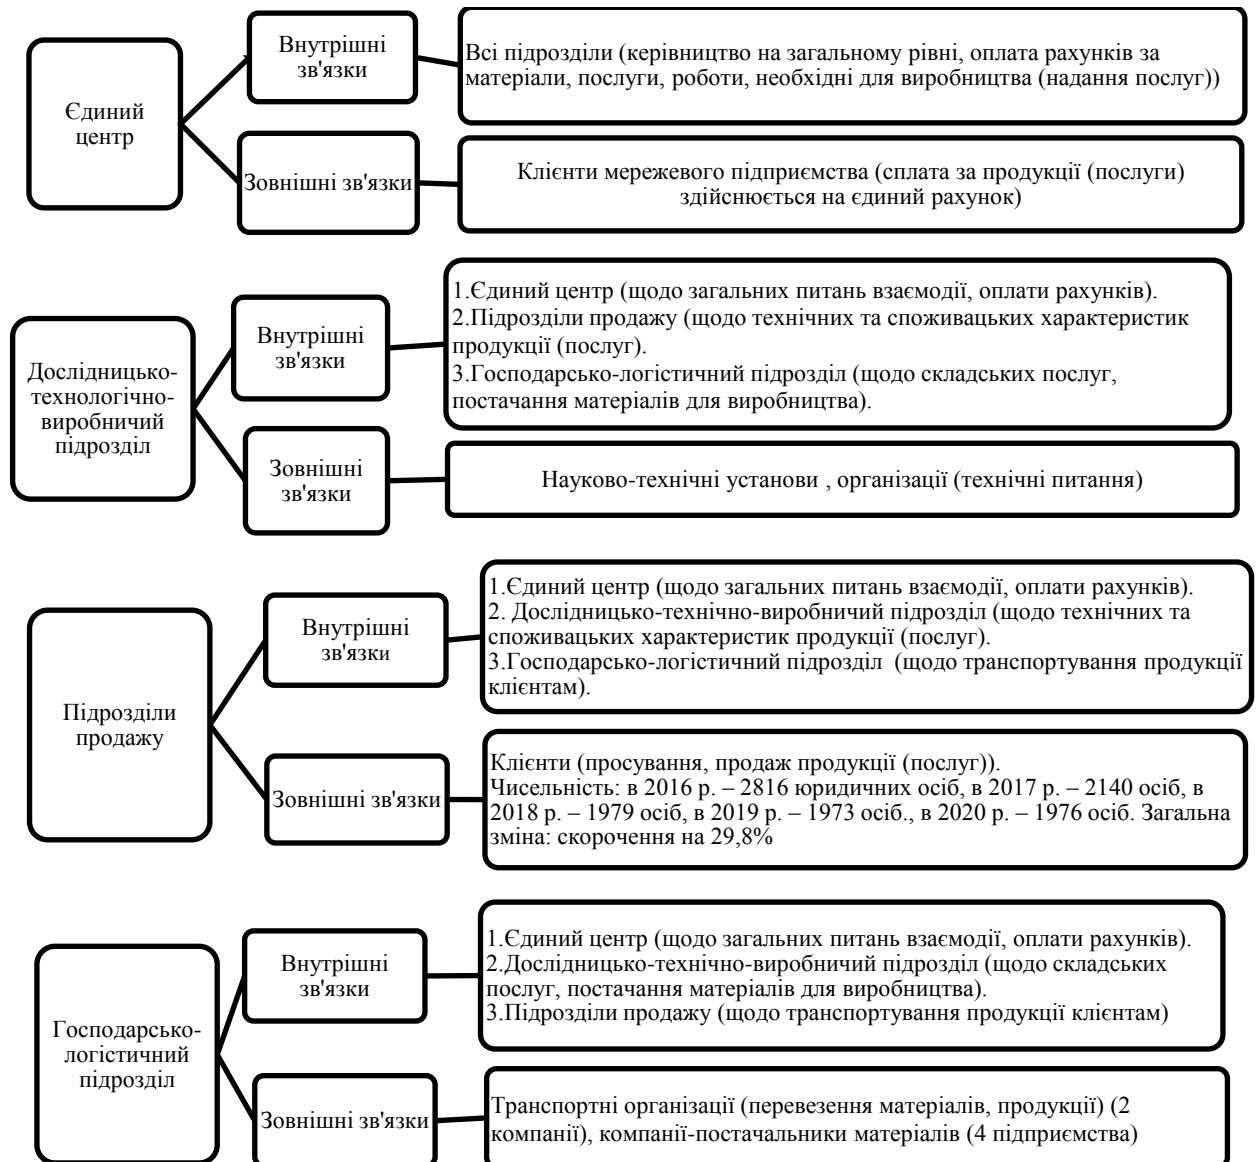 Єдиний
центр
Внутрішні
зв'язки
Всі підрозділи (керівництво на загальному рівні, оплата рахунків за
матеріали, послуги, роботи, необхідні для виробництва (надання послуг))
Зовнішні зв'язки
Клієнти мережевого підприємства (сплата за продукції (послуги)
здійснюється на єдиний рахунок)
Дослідницько-
технологічно-
виробничий
підрозділ
Внутрішні
зв'язки
1.Єдиний центр (щодо загальних питань взаємодії, оплати рахунків).
2.Підрозділи продажу (щодо технічних та споживацьких характеристик
продукції (послуг).
3.Господарсько-логістичний підрозділ (щодо складських послуг,
постачання матеріалів для виробництва).
Зовнішні
зв'язки
Науково-технічні установи , організації (технічні питання)
Підрозділи
продажу
Внутрішні
зв'язки
1.Єдиний центр (щодо загальних питань взаємодії, оплати рахунків).
2. Дослідницько-технічно-виробничий підрозділ (щодо технічних та
споживацьких характеристик продукції (послуг).
3.Господарсько-логістичний підрозділ (щодо транспортування продукції
клієнтам).
Зовнішні зв'язки
Клієнти (просування, продаж продукції (послуг)).
Чисельність: в 2016 р. – 2816 юридичних осіб, в 2017 р. – 2140 осіб, в
2018 р. – 1979 осіб, в 2019 р. – 1973 осіб., в 2020 р. – 1976 осіб. Загальна
зміна: скорочення на 29,8%
Господарсько-
логістичний
підрозділ
Внутрішні
зв'язки
1.Єдиний центр (щодо загальних питань взаємодії, оплати рахунків).
2.Дослідницько-технічно-виробничий підрозділ (щодо складських
послуг, постачання матеріалів для виробництва).
3.Підрозділи продажу (щодо транспортування продукції клієнтам)
Зовнішні зв'язки
Транспортні організації (перевезення матеріалів, продукції) (2
компанії), компанії-постачальники матеріалів (4 підприємства)